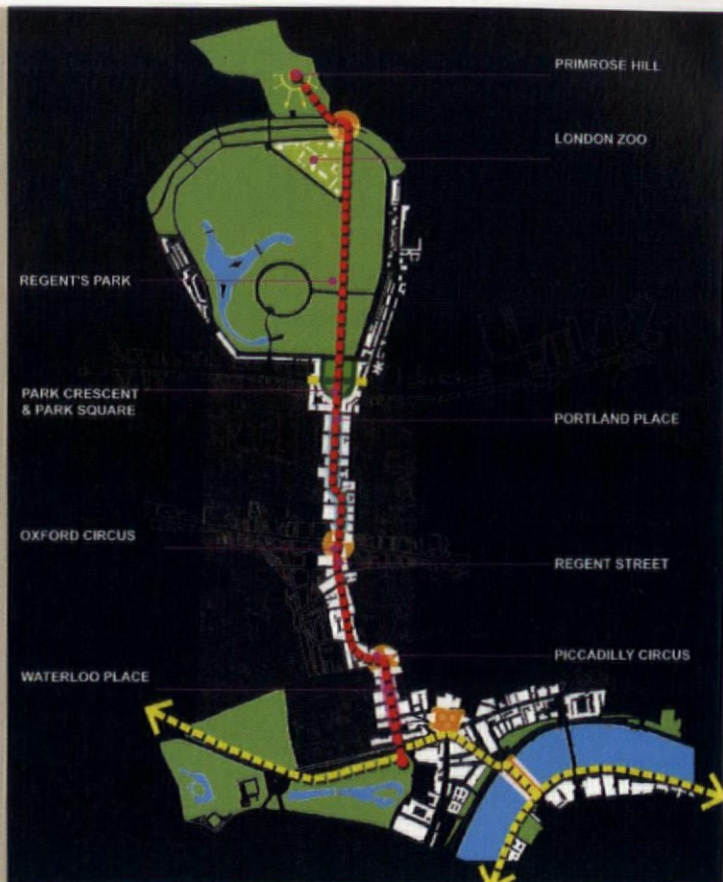 PRIMROSE HILL
LONDON ZOO
REGENT'S PARK
PARK CRESCENT
& PARK SQUARE
PORTLAND PLACE
OXFORD CIRCUS
REGENT STREET
PICCADILLY CIRCUS
WATERLOO PLACE